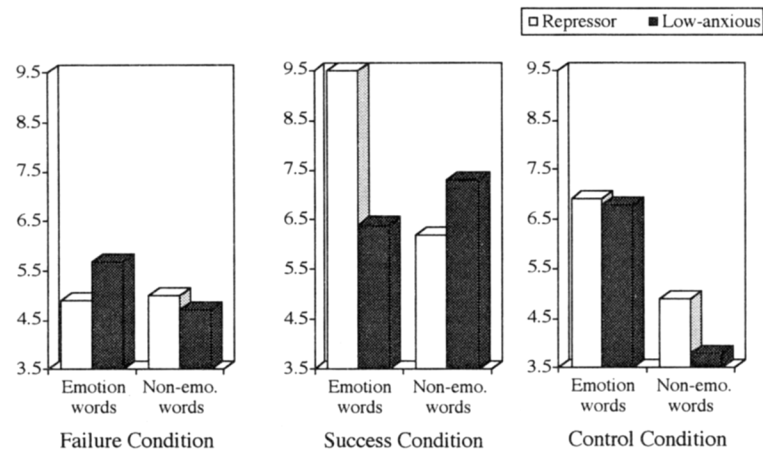 Repressor Low-anxious
9.5
8.5
7.5
6.5
5.5
4.5
3.5
Emotion words
Non-emo. words
Failure Condition
9.5
8.5
7.5
6.5
5.5
4.5
3.5
Emotion words
Non-emo. words
Success Condition
9.5
8.5
7.5
6.5
5.5
4.5
3.5
Emotion words
Non-emo. words
Control Condition